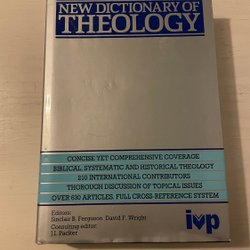 NEW DICTIONARY OF
THEOLOGY
CONCISE YET COMPREHENSIVE COVERAGE
BIBLICAL, SYSTEMATIC AND HISTORICAL THEOLOGY
210 INTERNATIONAL CONTRIBUTORS
THOROUGH DISCUSSION OF TOPICAL ISSUES
OVER 630 ARTICLES, FULL CROSS-REFERENCE SYSTEM
Editors:
Sinclair B. Ferguson, David F. Wright
Consulting editor:
J.I. Packer
ivp